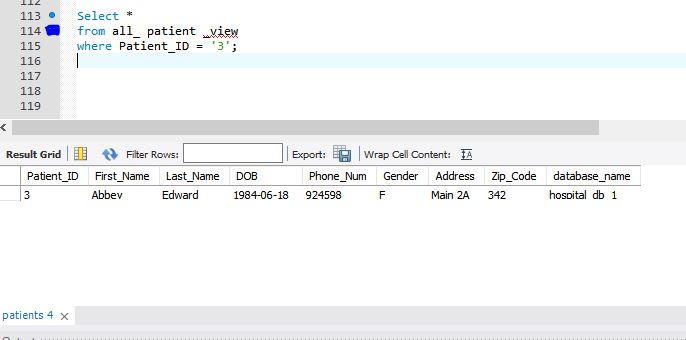 112
113 Select *
114 from all_ patient _view
115 where Patient_ID = '3';
116
117
118
119
Result Grid Filter Rows: Export: Wrap Cell Content: IA
Patient_ID First_Name Last_Name DOB Phone_Num Gender Address Zip_Code database_name
3 Abbey Edward 1984-06-18 924598 F Main 2A 342 hospital_db_1
patients 4 ×